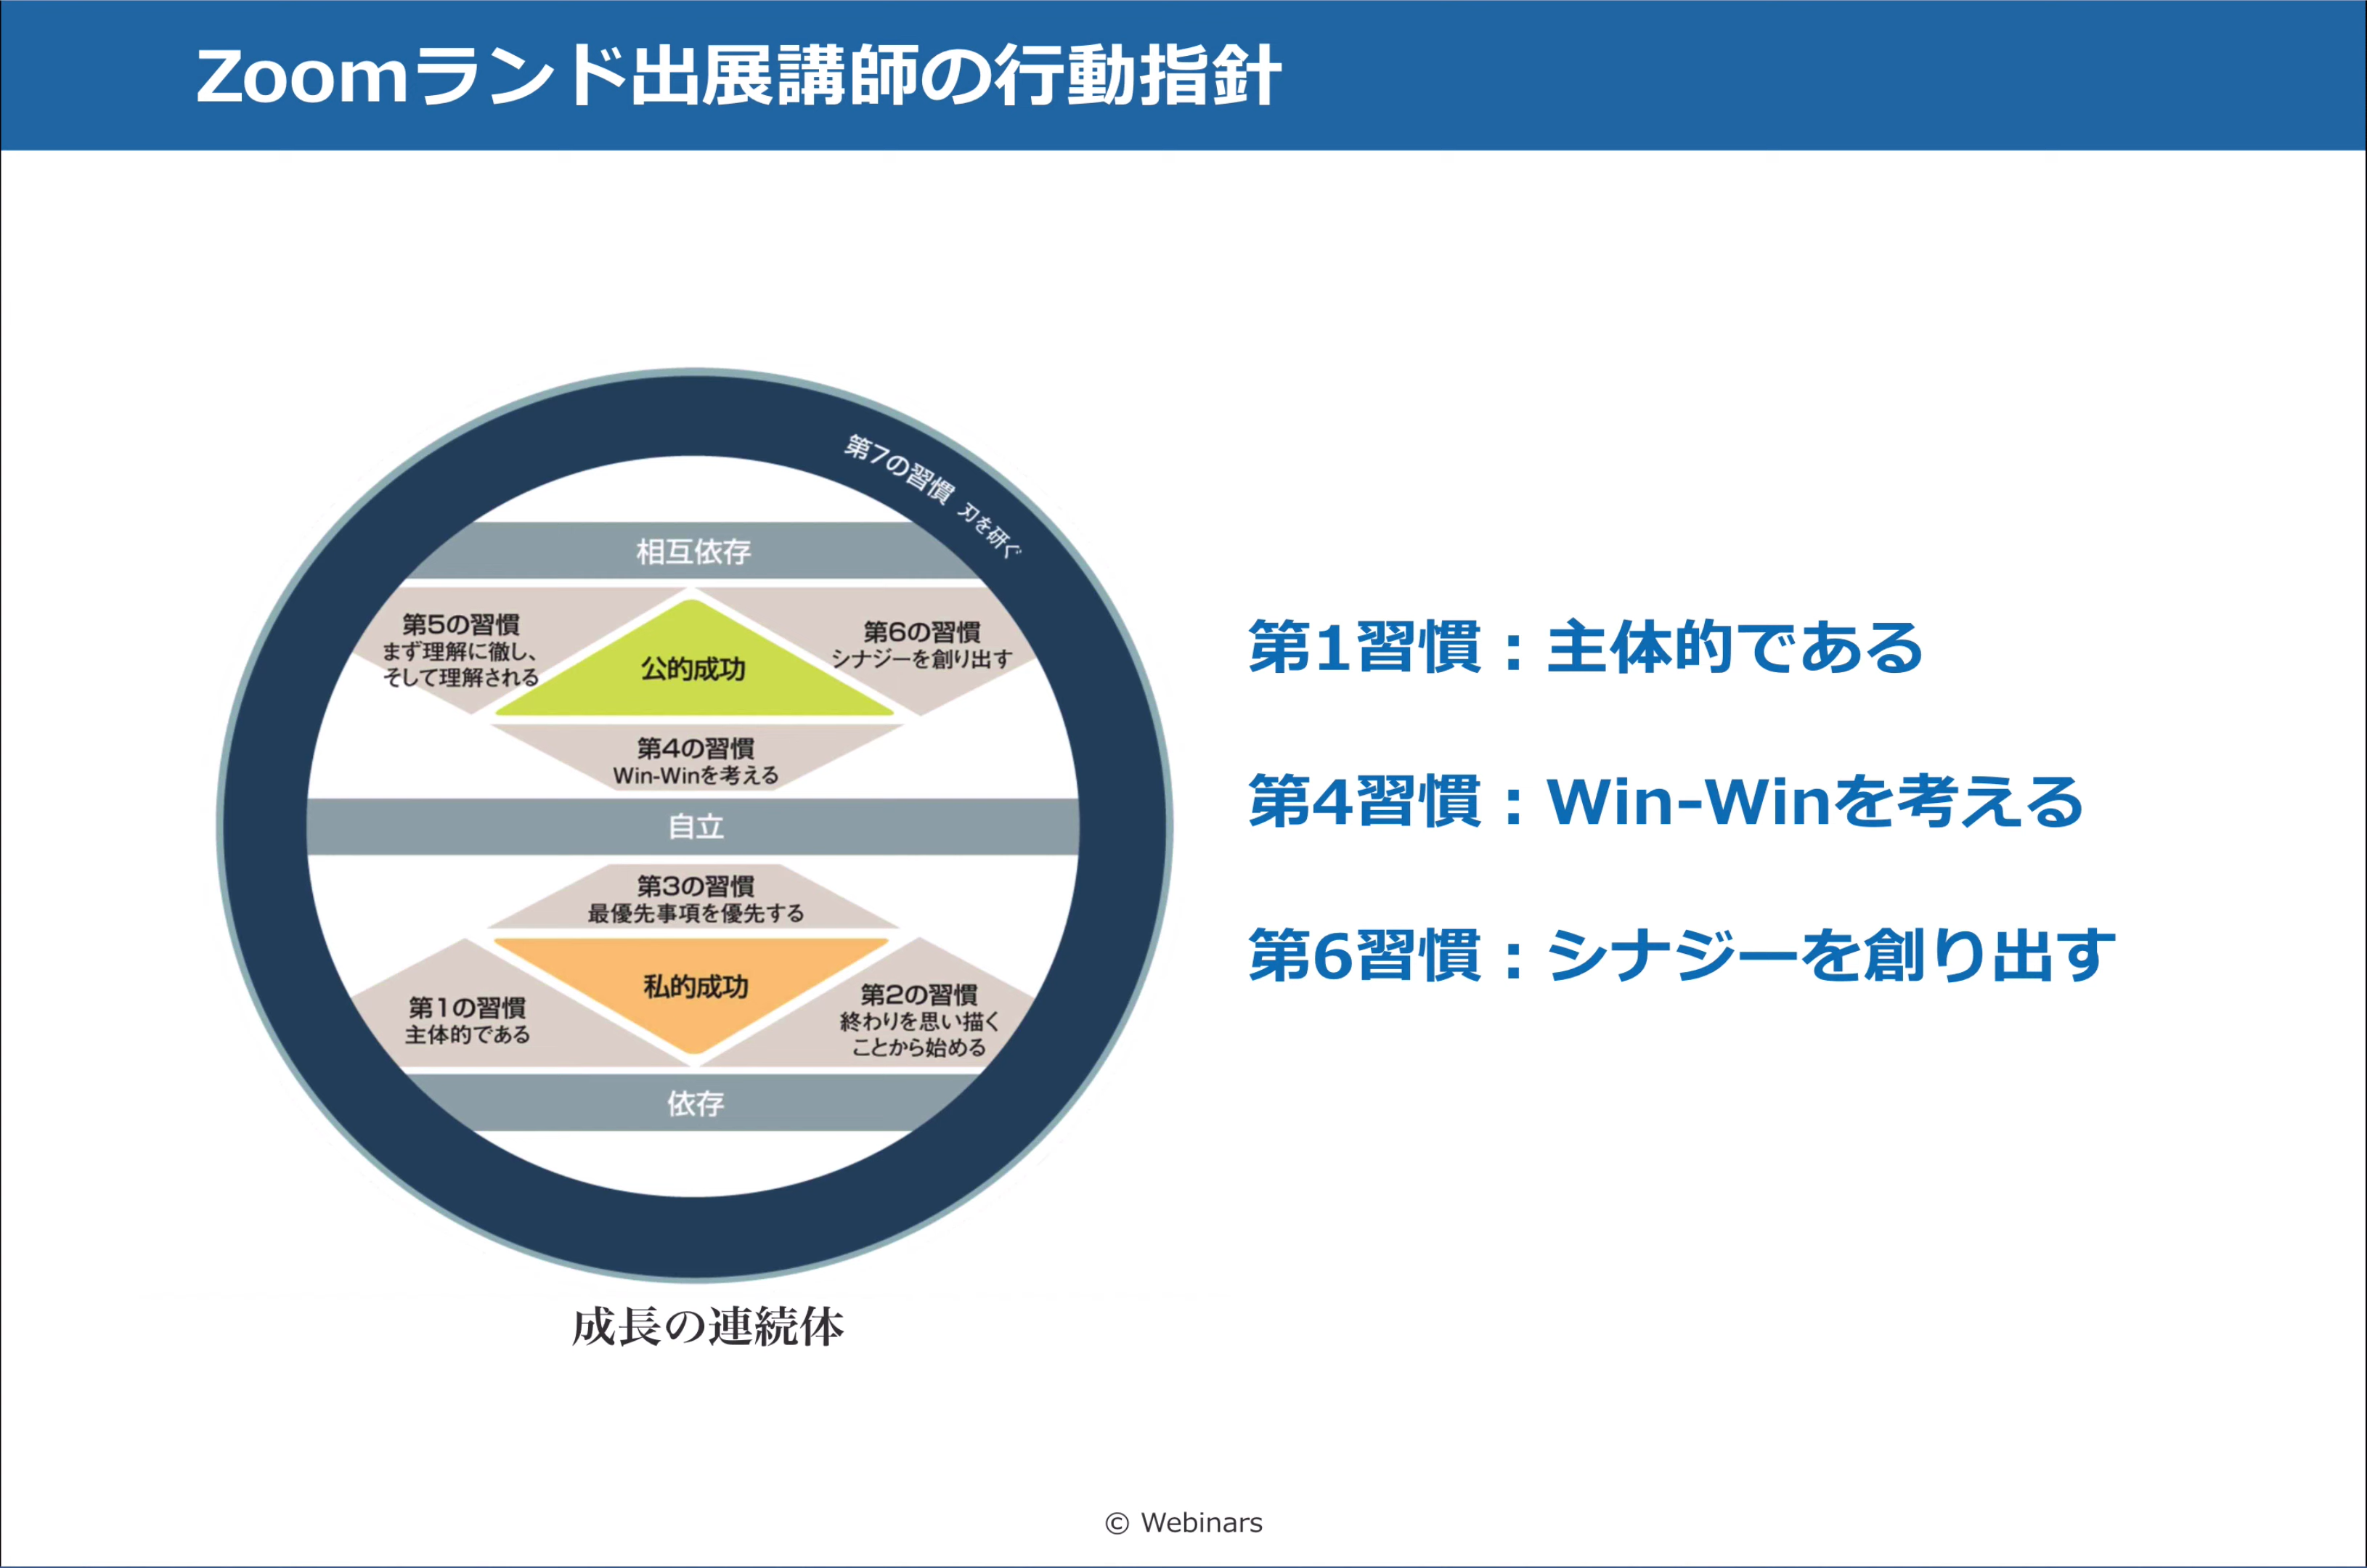 Zoomランド出展講師の行動指針
第7の習慣 刃を研ぐ
相互依存
第5の習慣
まず理解に徹し、
そして理解される
公的成功
第6の習慣
シナジーを創り出す
第4の習慣
Win-Winを考える
自立
第3の習慣
最優先事項を優先する
私的成功
第1の習慣
主体的である
第2の習慣
終わりを思い描く
ことから始める
依存
成長の連続体
第1習慣：主体的である
第4習慣：Win-Winを考える
第6習慣：シナジーを創り出す
© Webinars